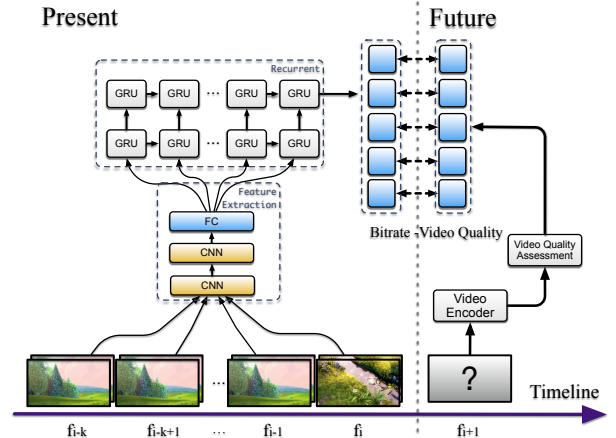 Present
Future
Recurrent
GRU GRU ... GRU GRU
GRU GRU ... GRU GRU
Feature
Extraction
FC
CNN
CNN
Bitrate -Video Quality
Video Quality
Assessment
Video
Encoder
?
...
Timeline
fi-k fi-k+1 ... fi-1 fi fi+1